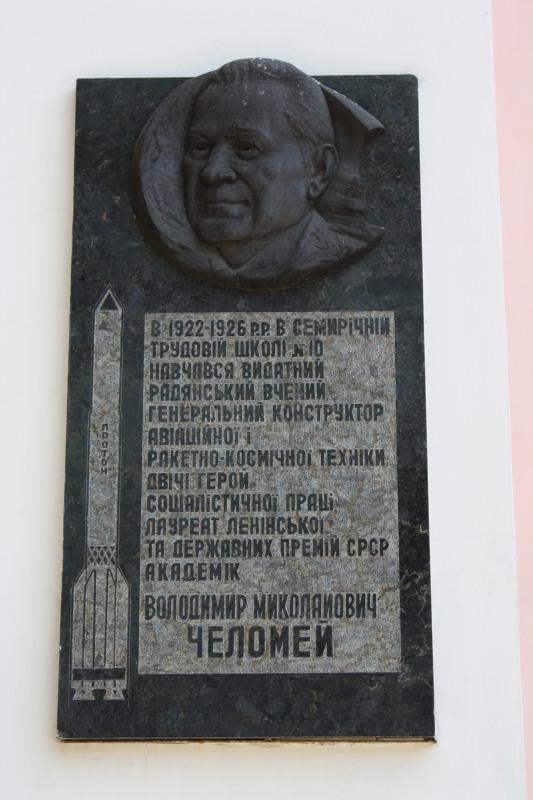 В 1922-1926 р.р. В СЕМИРІЧНІЙ
ТРУДОВІЙ ШКОЛІ №10
НАВЧАВСЯ ВИДАТНИЙ
РАДЯНСЬКИЙ ВЧЕНИЙ,
ГЕНЕРАЛЬНИЙ КОНСТРУКТОР
АВІАЦІЙНОЇ І
РАКЕТНО-КОСМІЧНОЇ ТЕХНІКИ,
ДВІЧІ ГЕРОЙ
СОЦІАЛІСТИЧНОЇ ПРАЦІ,
ЛАУРЕАТ ЛЕНІНСЬКОЇ
ТА ДЕРЖАВНИХ ПРЕМІЙ СРСР
АКАДЕМІК
ВОЛОДИМИР МИКОЛАЙОВИЧ
ЧЕЛОМЕЙ
ПРОТОН